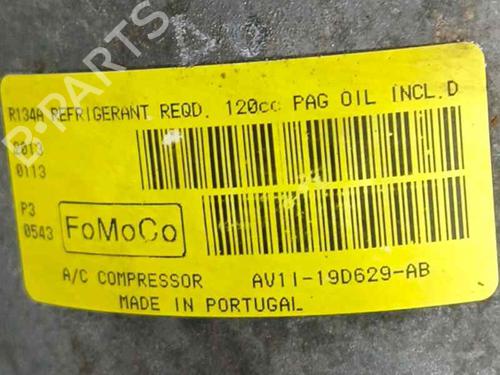 R134A REFRIGERANT REQD. 120cc PAG OIL INCL.D
2013
0113
P3
0543
FoMoCo
A/C COMPRESSOR AV11-19D629-AB
MADE IN PORTUGAL
B-PARTS